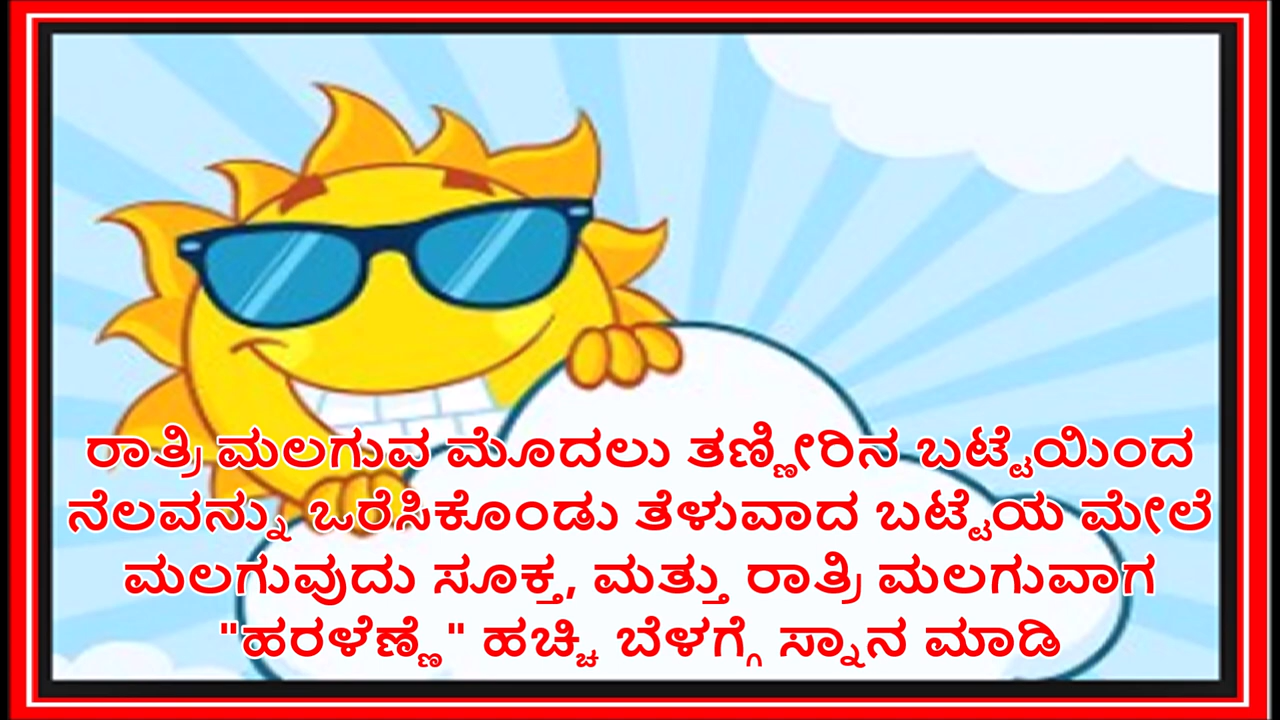 ರಾತ್ರಿ ಮಲಗುವ ಮೊದಲು ತಣ್ಣೀರಿನ ಬಟ್ಟೆಯಿಂದ
ನೆಲವನ್ನು ಒರೆಸಿಕೊಂಡು ತೆಳುವಾದ ಬಟ್ಟೆಯ ಮೇಲೆ
ಮಲಗುವುದು ಸೂಕ್ತ, ಮತ್ತು ರಾತ್ರಿ ಮಲಗುವಾಗ
"ಹರಳೆಣ್ಣೆ " ಹಚ್ಚಿ ಬೆಳಗ್ಗೆ ಸ್ನಾನ ಮಾಡಿ